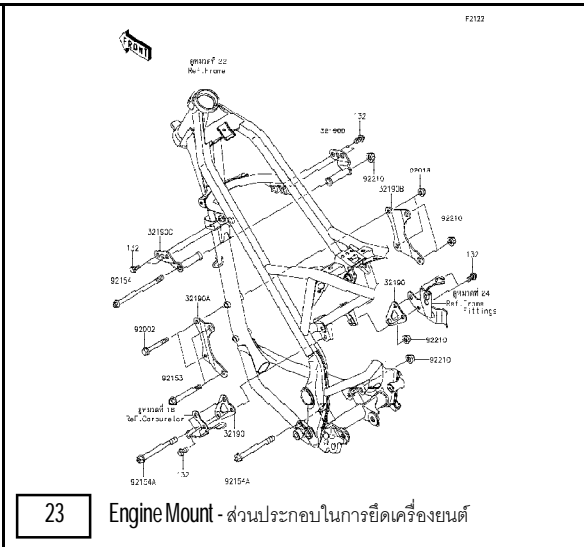 F2122
FRONT
ดูหมวดที่ 22
Ref.Frame
132
32190D
92210
92015
32190B
92210
32190C
132
132
92154
32190A
32190
ดูหมวดที่ 24
Ref.Frame
Fittings
92002
92210
92210
92153
ดูหมวดที่ 16
Ref.Carburetor
32190
132
92154A
92154A
23
Engine Mount - ส่วนประกอบในการยึดเครื่องยนต์